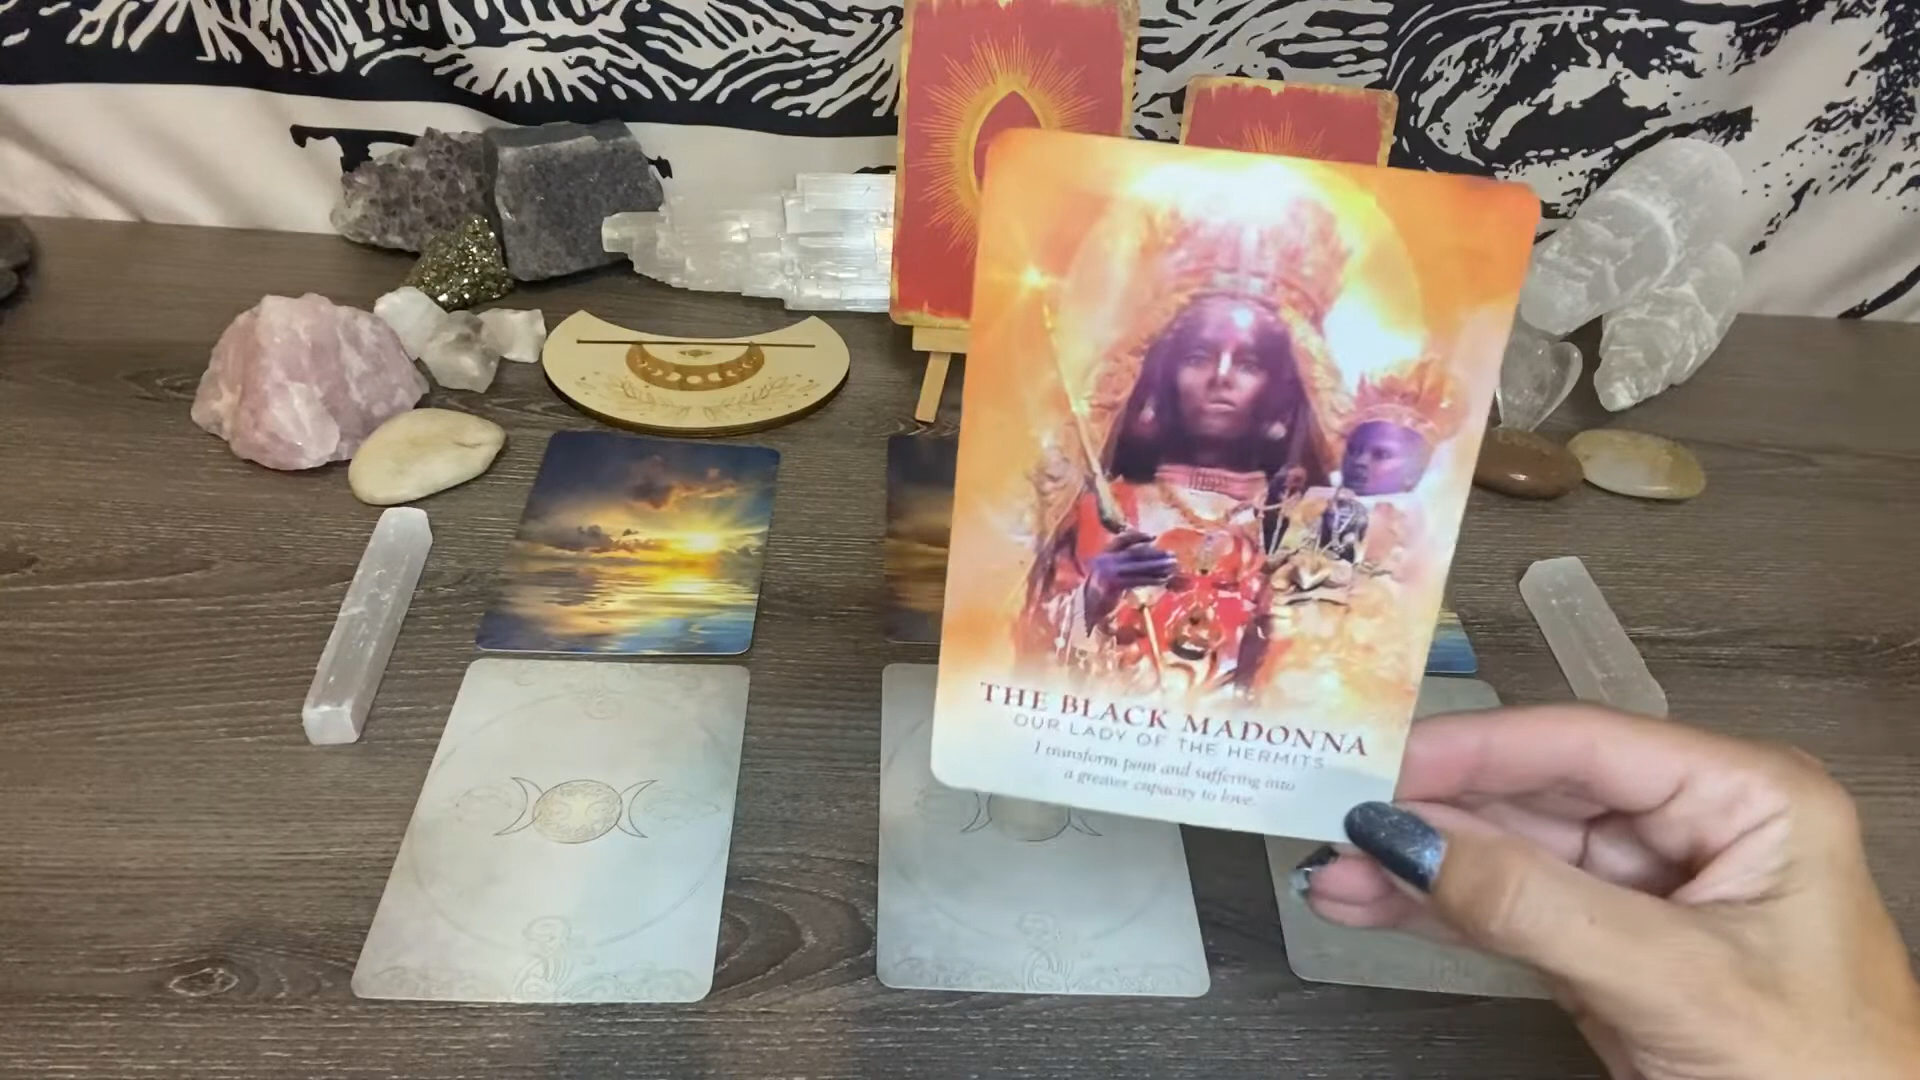 THE BLACK MADONNA
OUR LADY OF THE HERMITS
I transform pain and suffering into
a greater capacity to love.